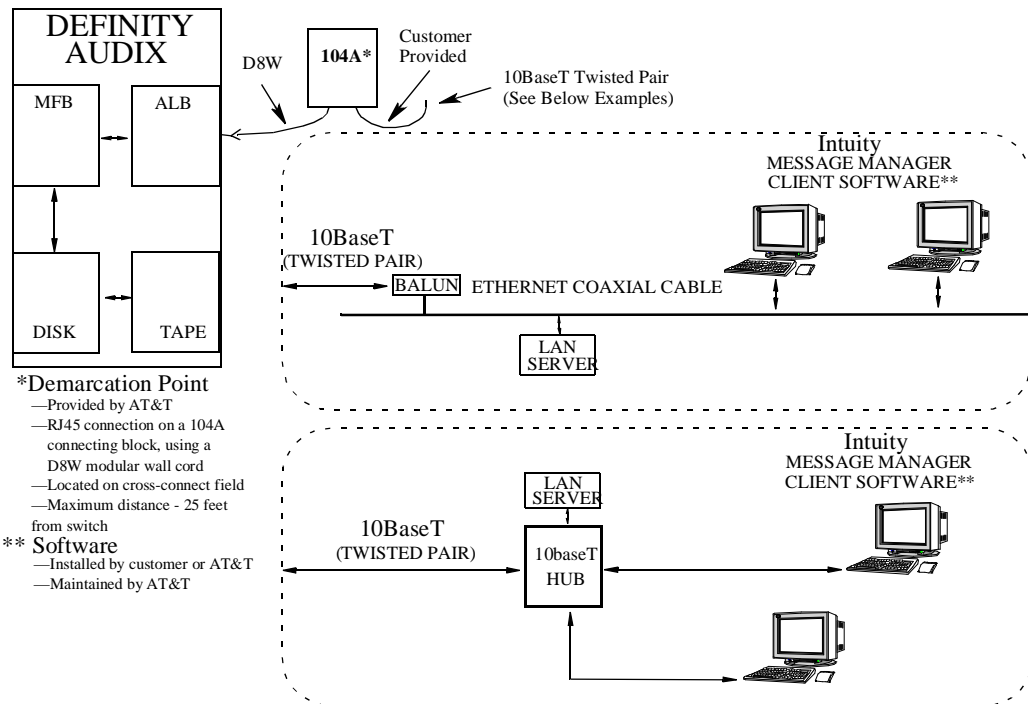 DEFINITY
AUDIX
MFB
ALB
DISK
TAPE
D8W
104A*
Customer
Provided
10BaseT Twisted Pair
(See Below Examples)
Intuity
MESSAGE MANAGER
CLIENT SOFTWARE**
10BaseT
(TWISTED PAIR)
BALUN
ETHERNET COAXIAL CABLE
LAN
SERVER
*Demarcation Point
—Provided by AT&T
—RJ45 connection on a 104A
connecting block, using a
D8W modular wall cord
—Located on cross-connect field
—Maximum distance - 25 feet
from switch
** Software
—Installed by customer or AT&T
—Maintained by AT&T
Intuity
MESSAGE MANAGER
CLIENT SOFTWARE**
LAN
SERVER
10BaseT
(TWISTED PAIR)
10baseT
HUB